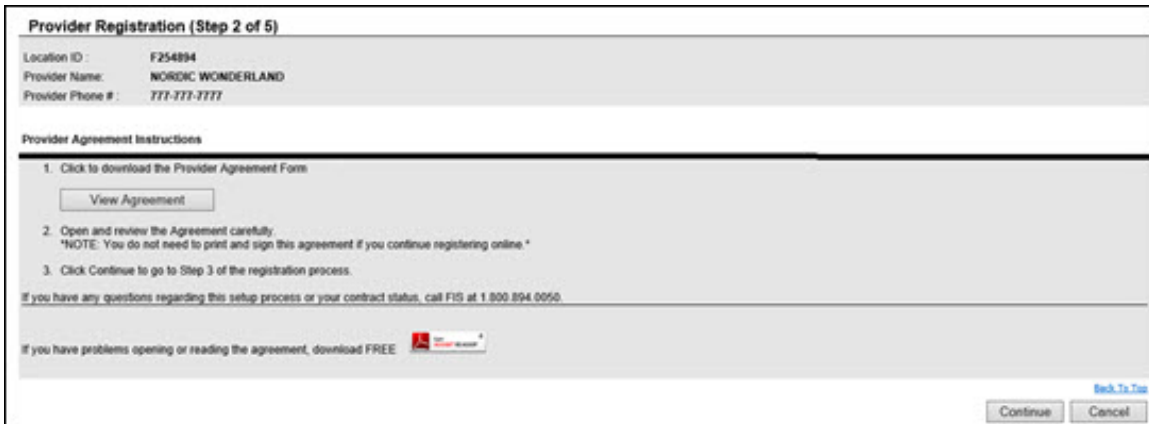 Provider Registration (Step 2 of 5)
Location ID : F254894
Provider Name: NORDIC WONDERLAND
Provider Phone # : 777-777-7777
Provider Agreement Instructions
1. Click to download the Provider Agreement Form
View Agreement
2. Open and review the Agreement carefully.
*NOTE: You do not need to print and sign this agreement if you continue registering online.*
3. Click Continue to go to Step 3 of the registration process.
If you have any questions regarding this setup process or your contract status, call FIS at 1.800.894.0050.
If you have problems opening or reading the agreement, download FREE
Back To Top
Continue Cancel